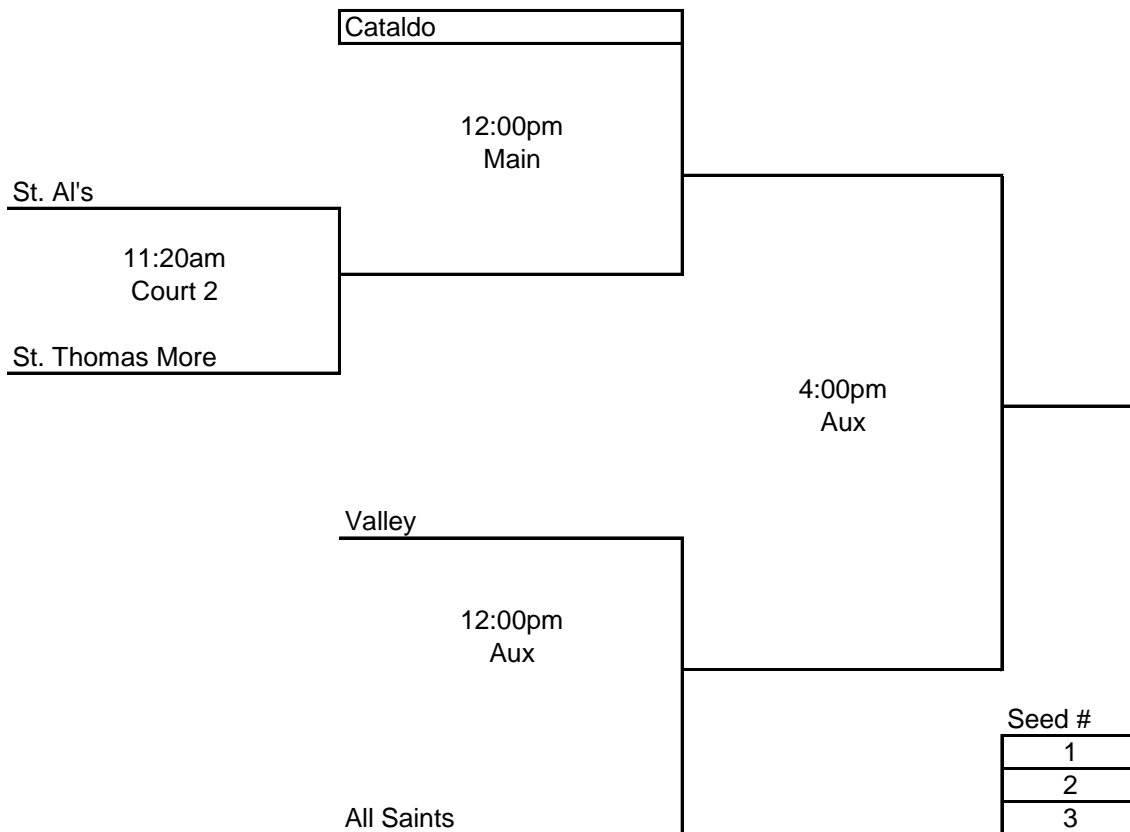 Cataldo
12:00pm
Main
St. Al's
11:20am
Court 2
St. Thomas More
4:00pm
Aux
Valley
12:00pm
Aux
Seed #
1
2
All Saints
3